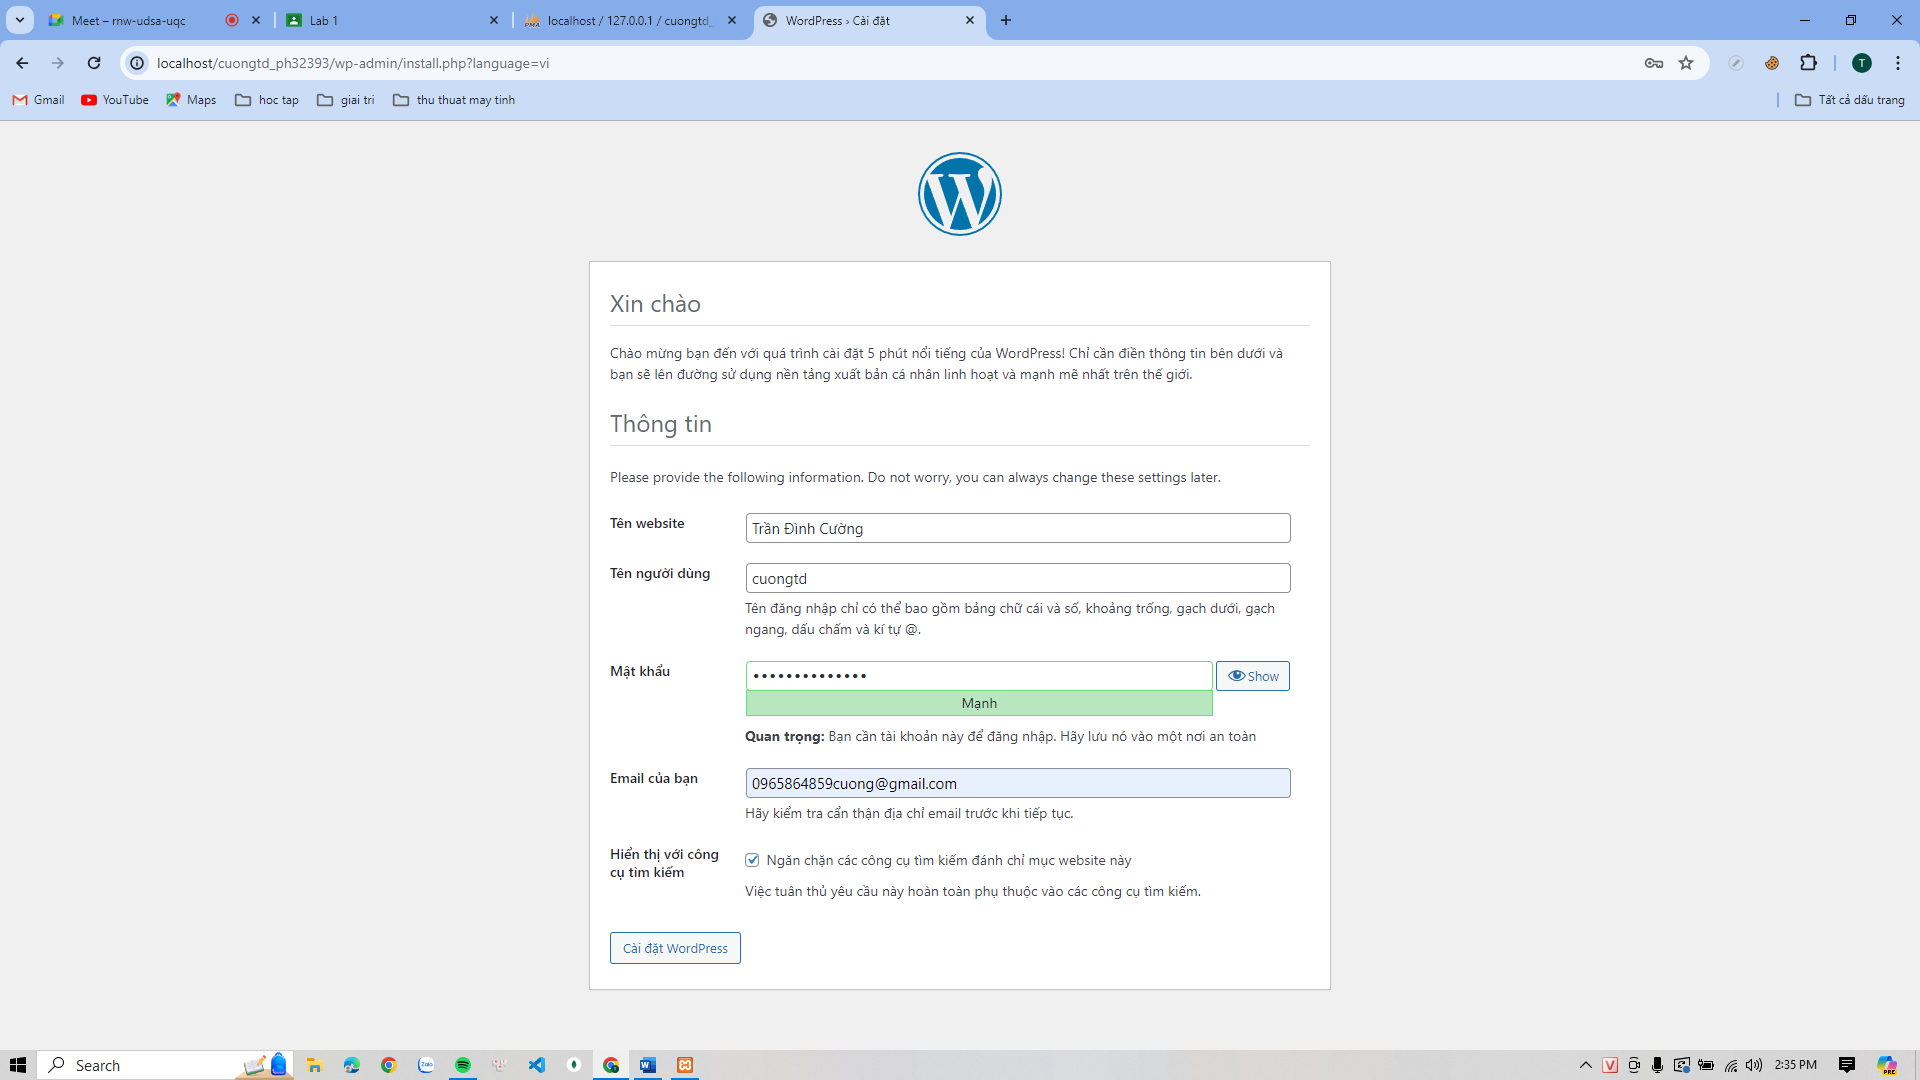 Meet – rnw-udsa-uqc
Lab 1
localhost / 127.0.0.1 / cuongtd_
WordPress › Cài đặt
localhost/cuongtd_ph32393/wp-admin/install.php?language=vi
T
Gmail
YouTube
Maps
hoc tap
giai tri
thu thuat may tinh
Tất cả dấu trang
Xin chào
Chào mừng bạn đến với quá trình cài đặt 5 phút nổi tiếng của WordPress! Chỉ cần điền thông tin bên dưới và
bạn sẽ lên đường sử dụng nền tảng xuất bản cá nhân linh hoạt và mạnh mẽ nhất trên thế giới.
Thông tin
Please provide the following information. Do not worry, you can always change these settings later.
Tên website
Trần Đình Cường
Tên người dùng
cuongtd
Tên đăng nhập chỉ có thể bao gồm bảng chữ cái và số, khoảng trống, gạch dưới, gạch
ngang, dấu chấm và kí tự @.
Mật khẩu
••••••••••••••
Show
Mạnh
Quan trọng: Bạn cần tài khoản này để đăng nhập. Hãy lưu nó vào một nơi an toàn
Email của bạn
0965864859cuong@gmail.com
Hãy kiểm tra cẩn thận địa chỉ email trước khi tiếp tục.
Hiển thị với công
cụ tìm kiếm
Ngăn chặn các công cụ tìm kiếm đánh chỉ mục website này
Việc tuân thủ yêu cầu này hoàn toàn phụ thuộc vào các công cụ tìm kiếm.
Cài đặt WordPress
Search
Zalo
V
2:35 PM
PRE